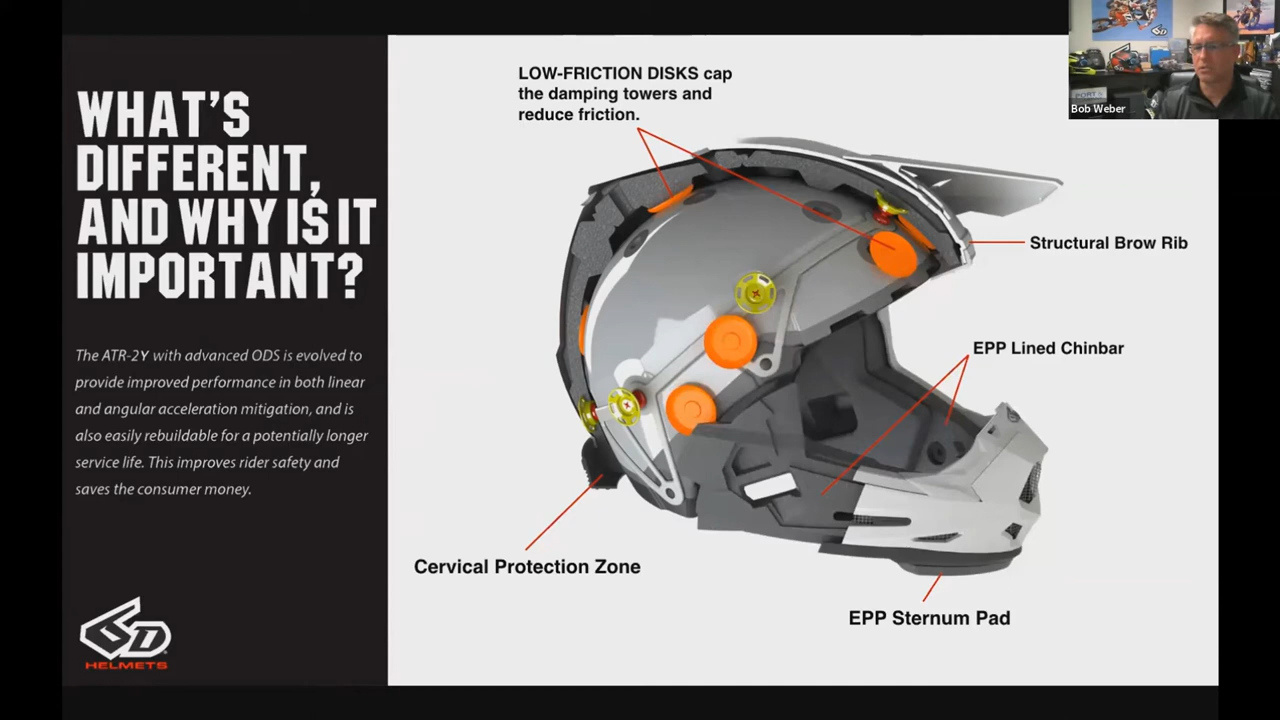 WHAT'S
DIFFERENT,
AND WHY IS IT
IMPORTANT?
The ATR-2Y with advanced ODS is evolved to
provide improved performance in both linear
and angular acceleration mitigation, and is
also easily rebuildable for a potentially longer
service life. This improves rider safety and
saves the consumer money.
6D
HELMETS
LOW-FRICTION DISKS cap
the damping towers and
reduce friction.
Structural Brow Rib
EPP Lined Chinbar
Cervical Protection Zone
EPP Sternum Pad
Bob Weber